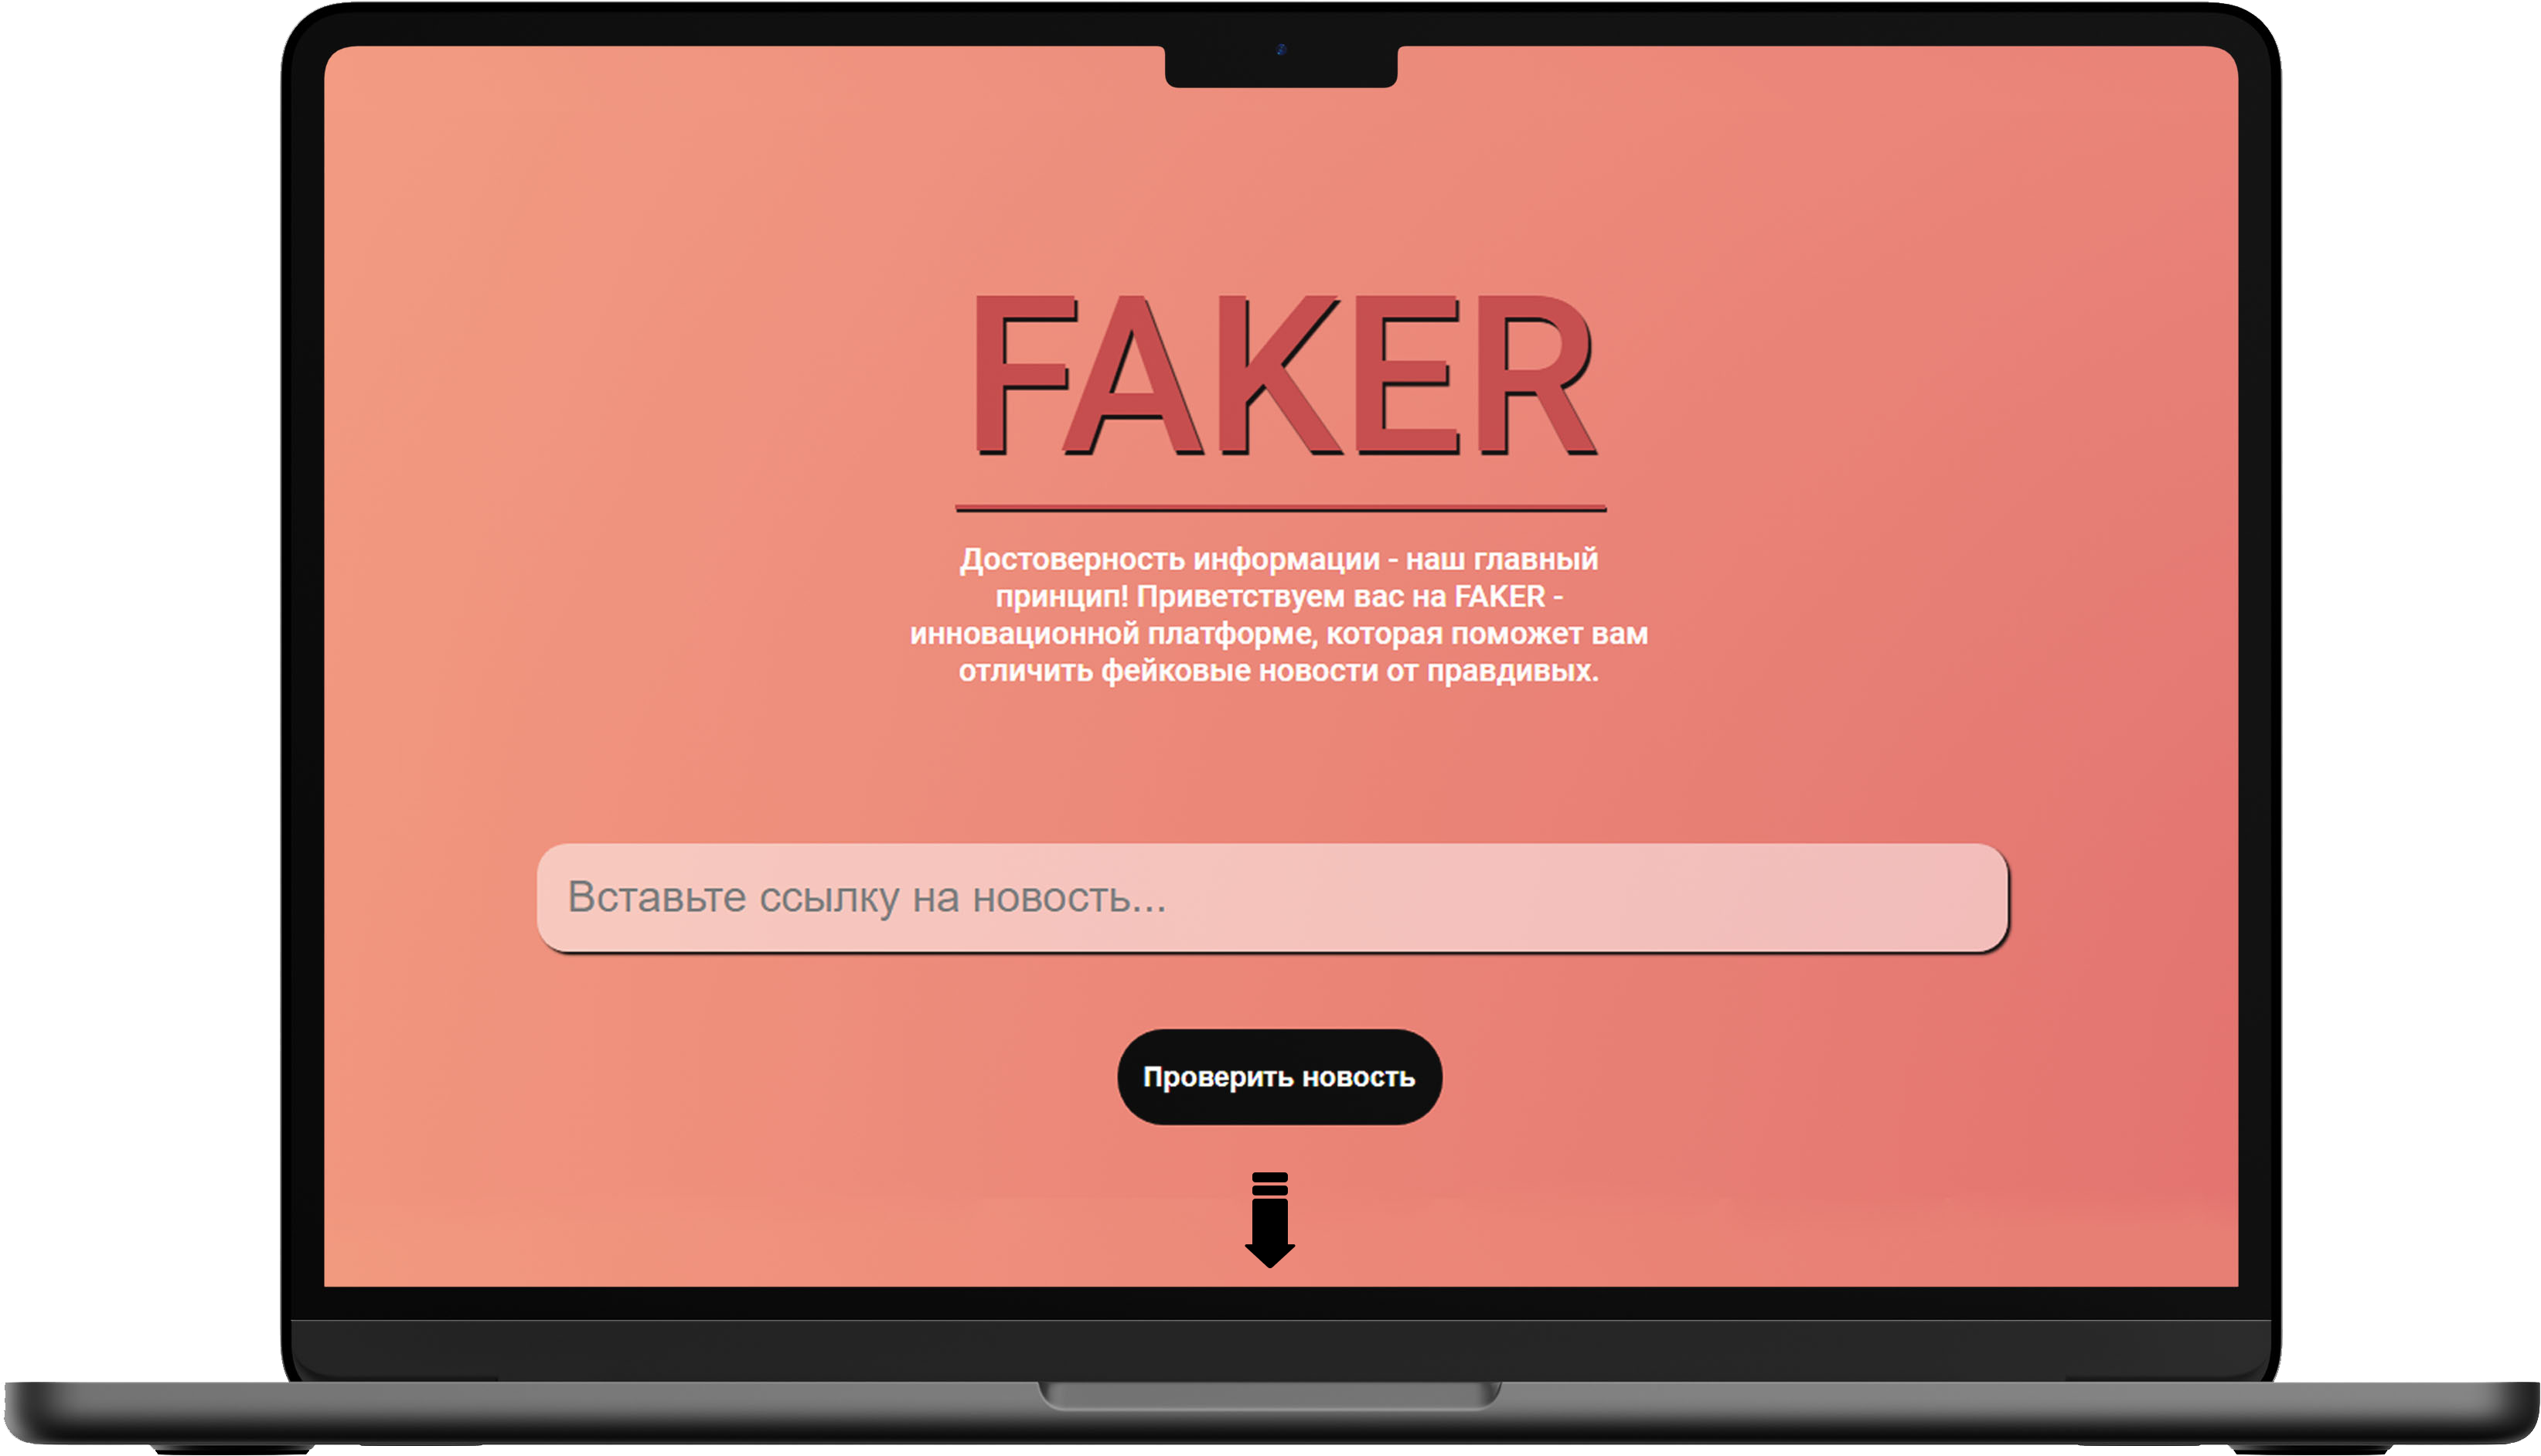 FAKER
Достоверность информации - наш главный
принцип! Приветствуем вас на FAKER -
инновационной платформе, которая поможет вам
отличить фейковые новости от правдивых.
Вставьте ссылку на новость...
Проверить новость